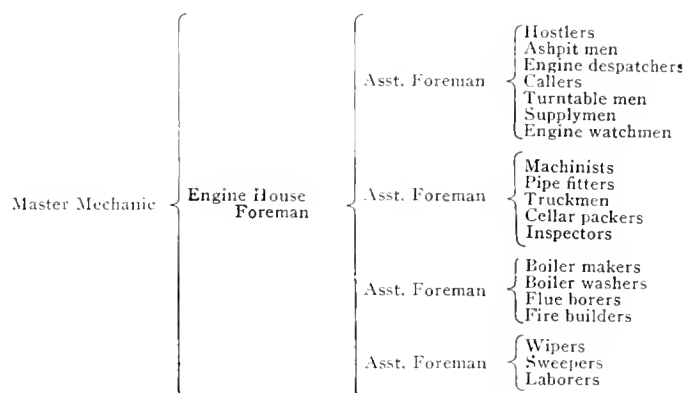 Master Mechanic
Engine House
Foreman
Asst. Foreman
Hostlers
Ashpit men
Engine despatchers
Callers
Turntable men
Supplymen
Engine watchmen
Asst. Foreman
Machinists
Pipe fitters
Truckmen
Cellar packers
Inspectors
Asst. Foreman
Boiler makers
Boiler washers
Flue borers
Fire builders
Asst. Foreman
Wipers
Sweepers
Laborers